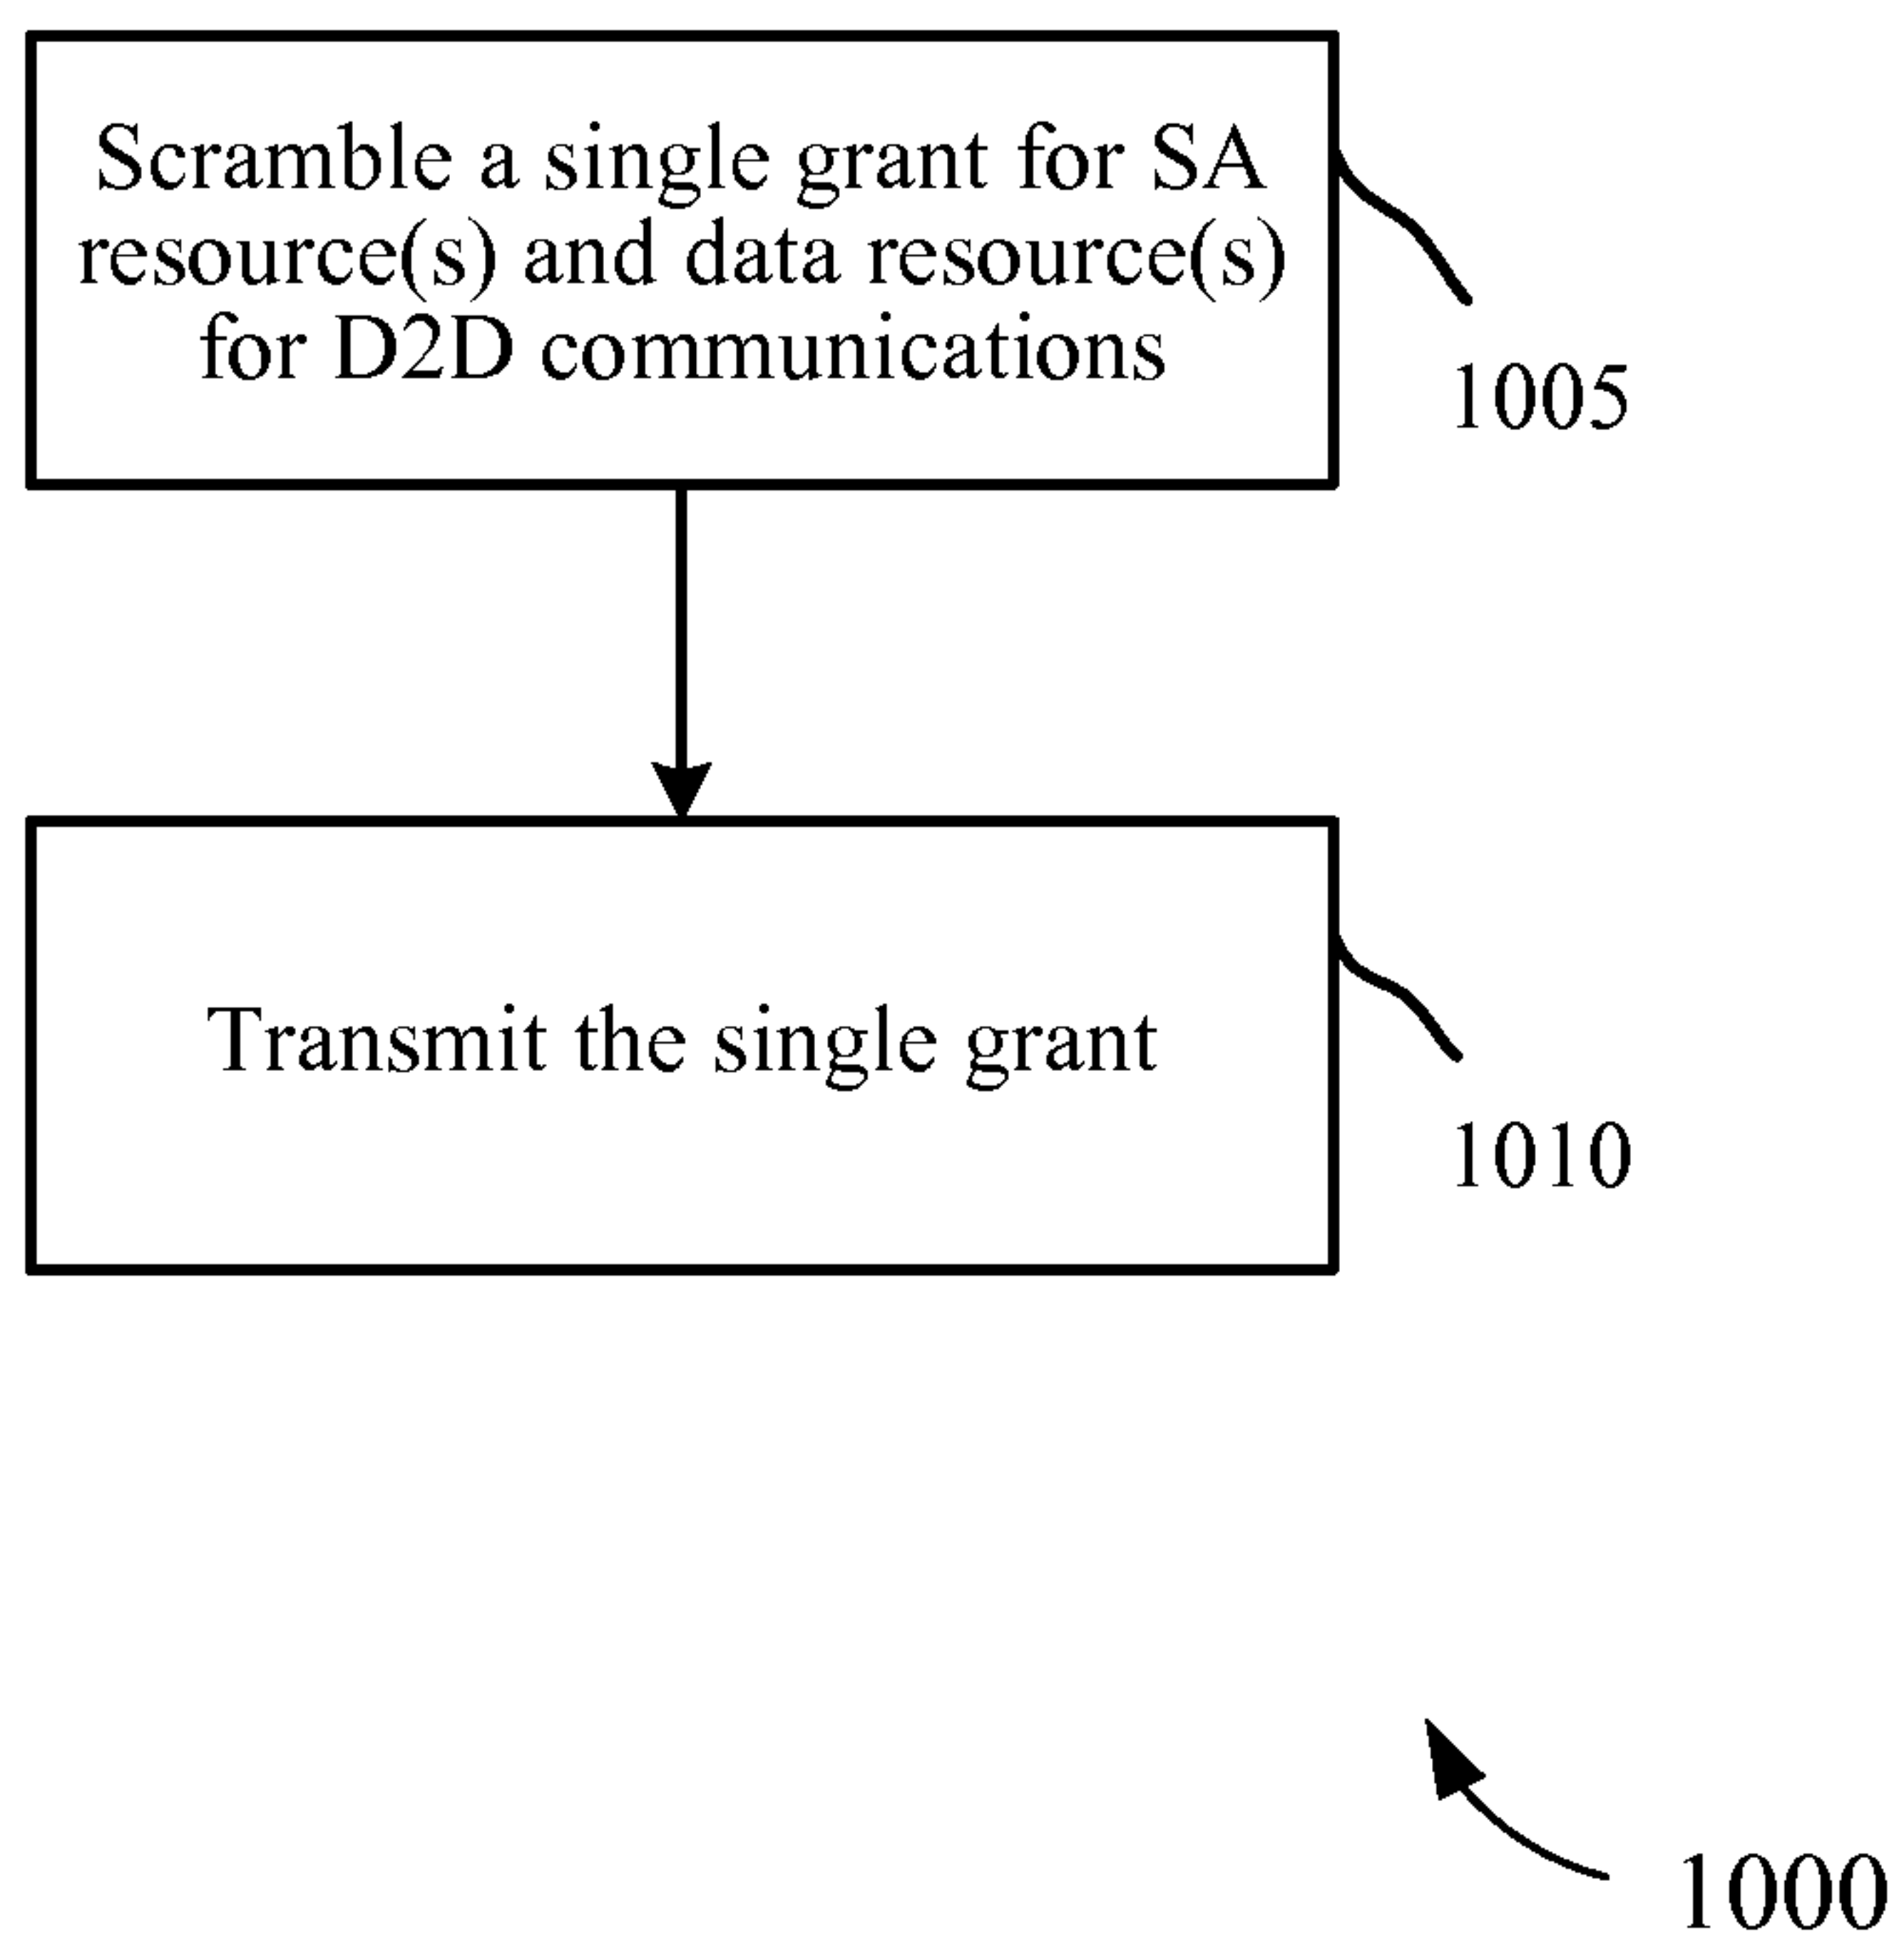 Scramble a single grant for SA
resource(s) and data resource(s)
for D2D communications
1005
Transmit the single grant
1010
1000